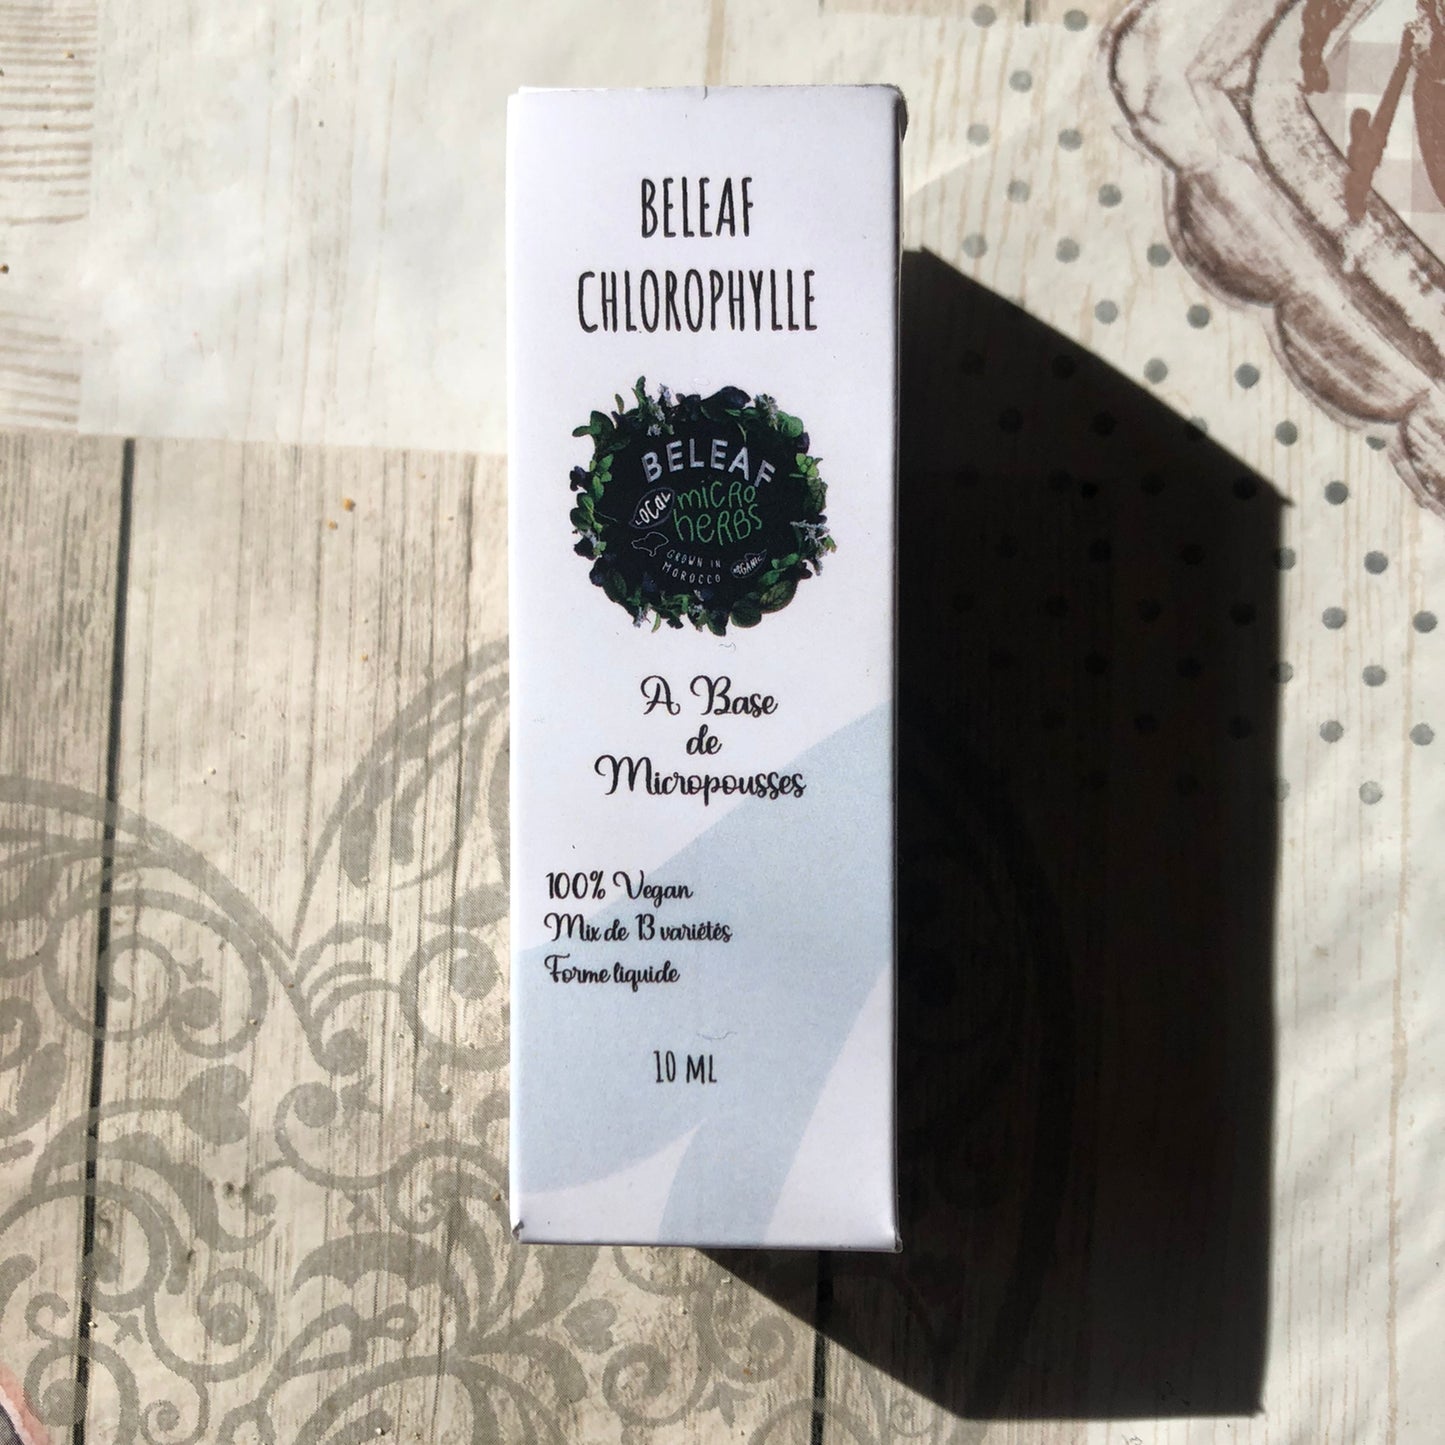 BELEAF
CHLOROPHYLLE
BELEAF
LOCAL
MICRO
HERBS
GROWN IN
MOROCCO
ORGANIC
A Base
de
Micropousses
100% Vegan
Mix de 13 variétés
Forme liquide
10 ML